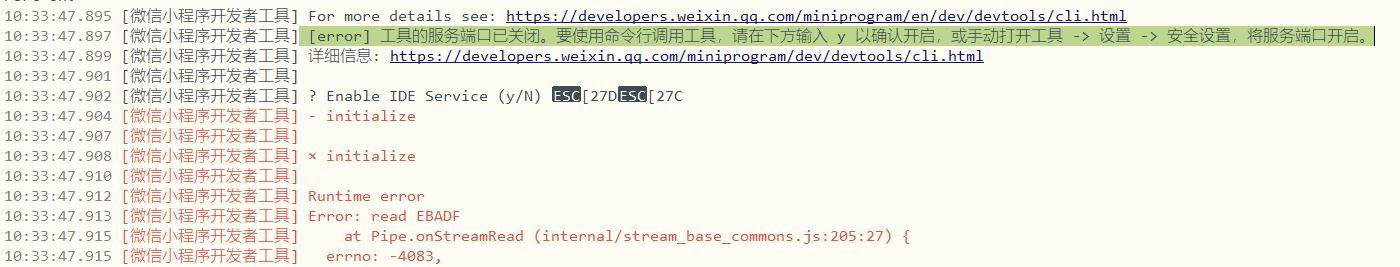 10:33:47.895 [微信小程序开发者工具] For more details see: https://developers.weixin.qq.com/miniprogram/en/dev/devtools/cli.html
10:33:47.897 [微信小程序开发者工具] [error] 工具的服务端口已关闭。要使用命令行调用工具，请在下方输入 y 以确认开启，或手动打开工具 -> 设置 -> 安全设置，将服务端口开启。
10:33:47.899 [微信小程序开发者工具] 详细信息: https://developers.weixin.qq.com/miniprogram/dev/devtools/cli.html
10:33:47.901 [微信小程序开发者工具]
10:33:47.902 [微信小程序开发者工具] ? Enable IDE Service (y/N) ESC[27DESC[27C
10:33:47.904 [微信小程序开发者工具] - initialize
10:33:47.907 [微信小程序开发者工具]
10:33:47.908 [微信小程序开发者工具] × initialize
10:33:47.910 [微信小程序开发者工具]
10:33:47.912 [微信小程序开发者工具] Runtime error
10:33:47.913 [微信小程序开发者工具] Error: read EBADF
10:33:47.915 [微信小程序开发者工具]     at Pipe.onStreamRead (internal/stream_base_commons.js:205:27) {
10:33:47.915 [微信小程序开发者工具]   errno: -4083,